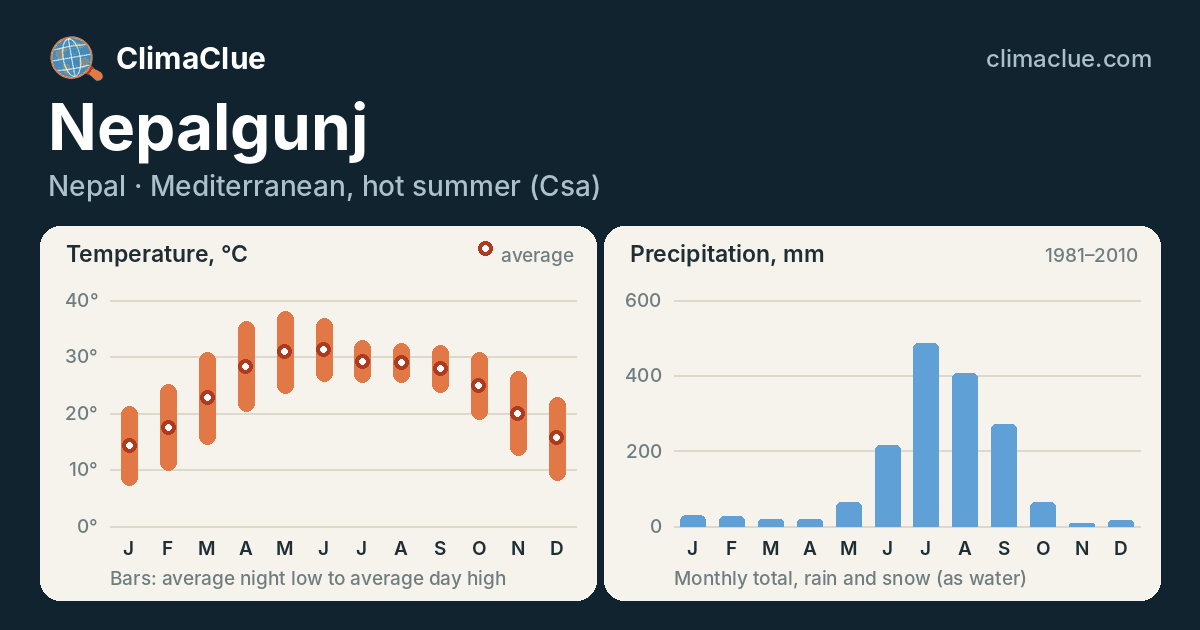 ClimaClue
climaclue.com
Nepalgunj
Nepal · Mediterranean, hot summer (Csa)
Temperature, °C
average
40°
30°
20°
10°
0°
J F M A M J J A S O N D
Bars: average night low to average day high
Precipitation, mm
1981–2010
600
400
200
0
J F M A M J J A S O N D
Monthly total, rain and snow (as water)